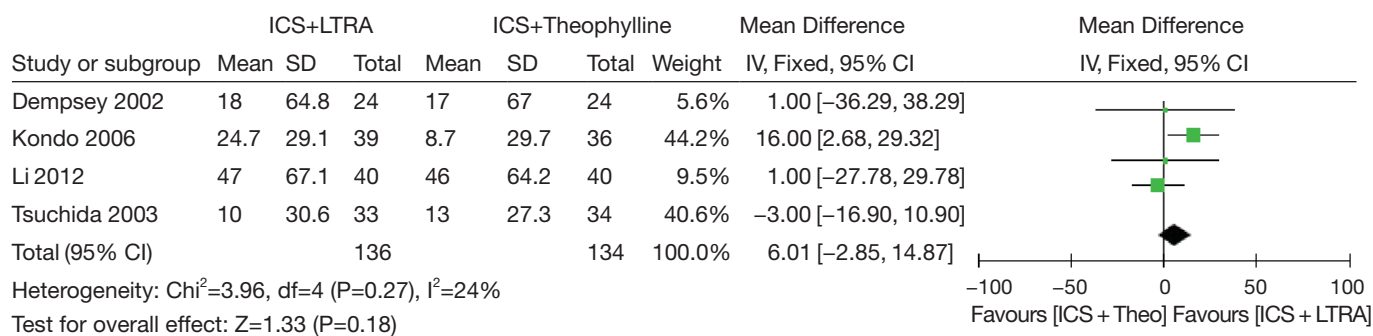 ICS+LTRA ICS+Theophylline Mean Difference Mean Difference
Study or subgroup Mean SD Total Mean SD Total Weight IV, Fixed, 95% CI IV, Fixed, 95% CI
Dempsey 2002 18 64.8 24 17 67 24 5.6% 1.00 [−36.29, 38.29]
Kondo 2006 24.7 29.1 39 8.7 29.7 36 44.2% 16.00 [2.68, 29.32]
Li 2012 47 67.1 40 46 64.2 40 9.5% 1.00 [−27.78, 29.78]
Tsuchida 2003 10 30.6 33 13 27.3 34 40.6% −3.00 [−16.90, 10.90]
Total (95% CI) 136 134 100.0% 6.01 [−2.85, 14.87]
Heterogeneity: Chi²=3.96, df=4 (P=0.27), I²=24%
Test for overall effect: Z=1.33 (P=0.18)
−100 −50 0 50 100
Favours [ICS + Theo] Favours [ICS + LTRA]